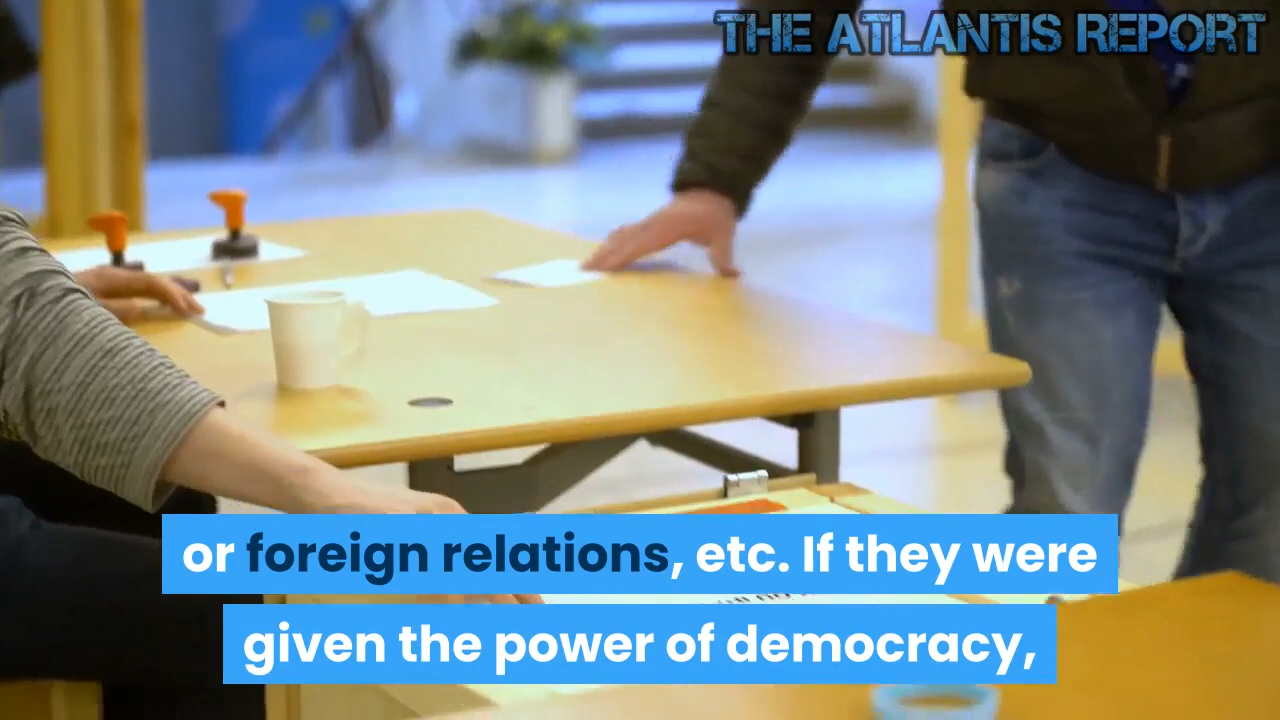 THE ATLANTIS REPORT
or foreign relations, etc. If they were
given the power of democracy,